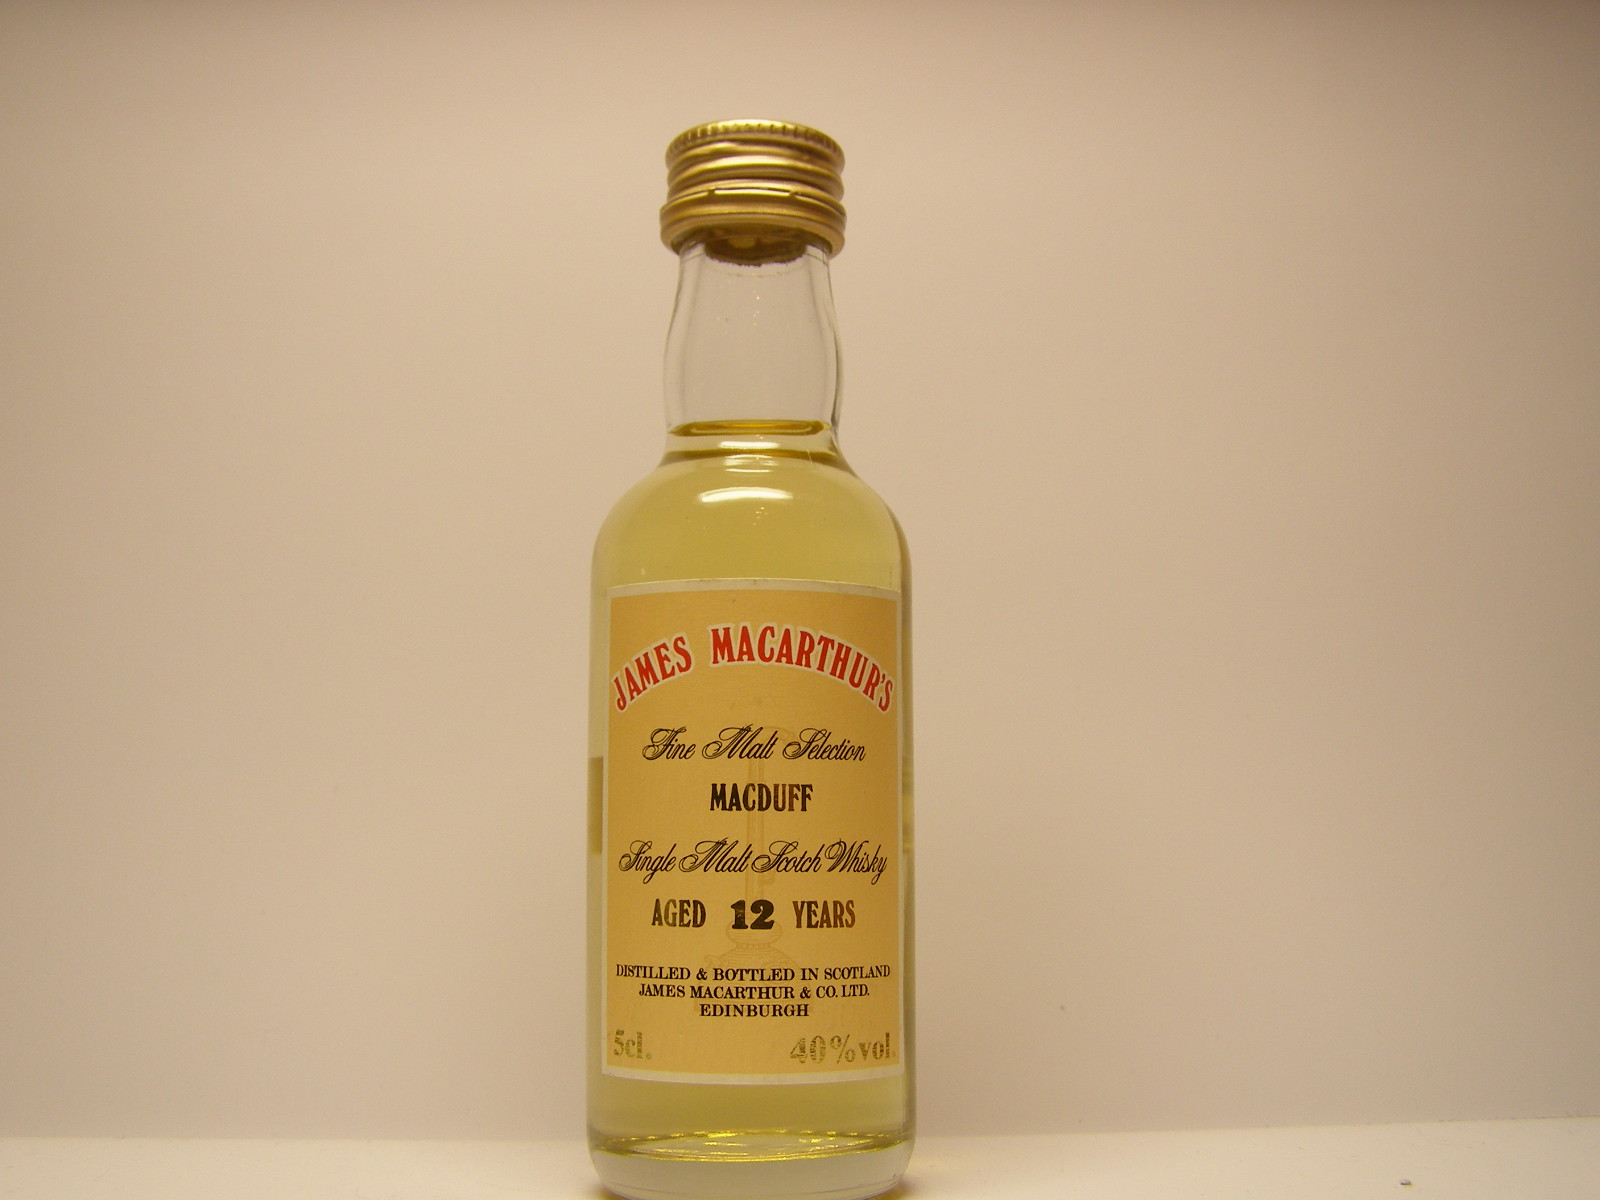 JAMES MACARTHUR'S
Fine Malt Selection
MACDUFF
Single Malt Scotch Whisky
AGED 12 YEARS
DISTILLED & BOTTLED IN SCOTLAND
JAMES MACARTHUR & CO. LTD.
EDINBURGH
5cl. 40%vol.